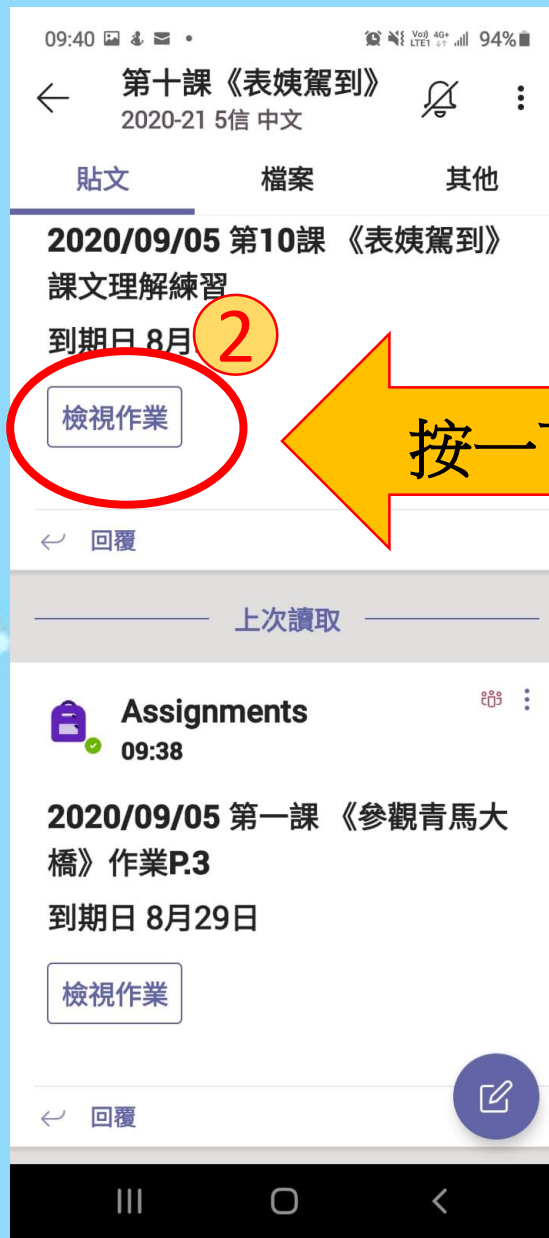 09:40
Voo) 4G+
LTE1
94%
第十課《表姨駕到》
2020-21 5信 中文
貼文 檔案 其他
2020/09/05 第10課 《表姨駕到》
課文理解練習
到期日 8月
2
檢視作業
按一
回覆
上次讀取
Assignments
09:38
2020/09/05 第一課 《參觀青馬大
橋》作業P.3
到期日 8月29日
檢視作業
回覆